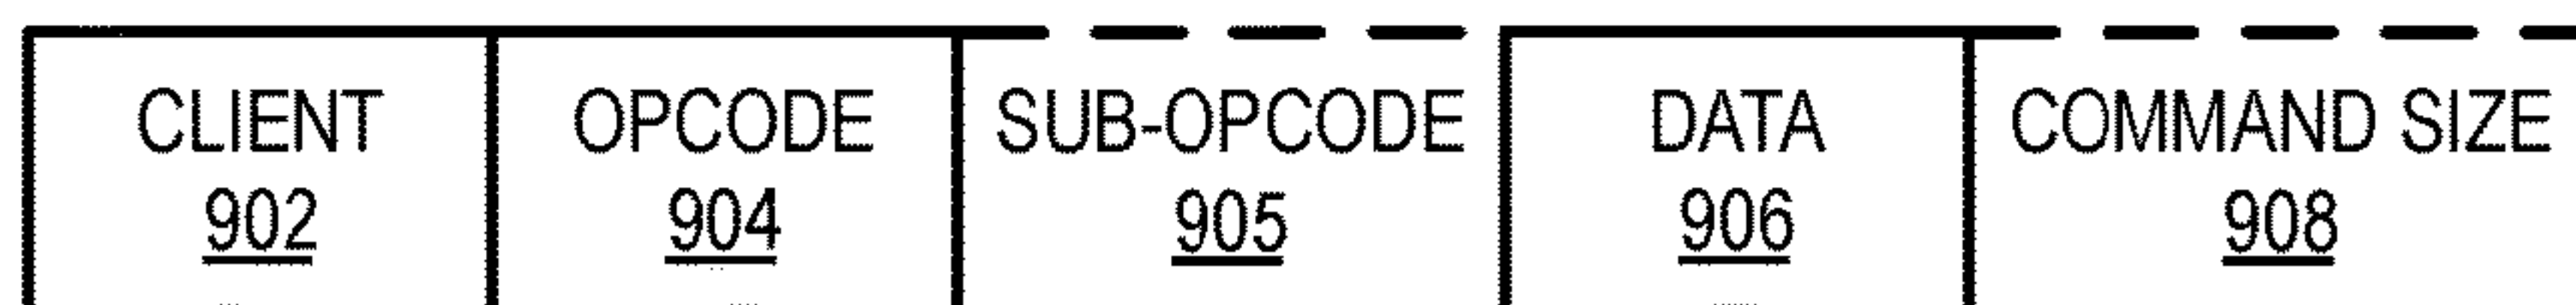 CLIENT OPCODE SUB-OPCODE DATA COMMAND SIZE
902 904 905 906 908